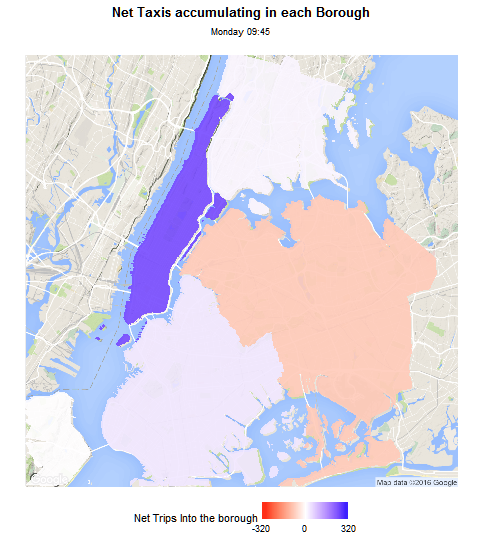 Net Taxis accumulating in each Borough
Monday 09:45
Map data ©2016 Google
Net Trips Into the borough
-320 0 320